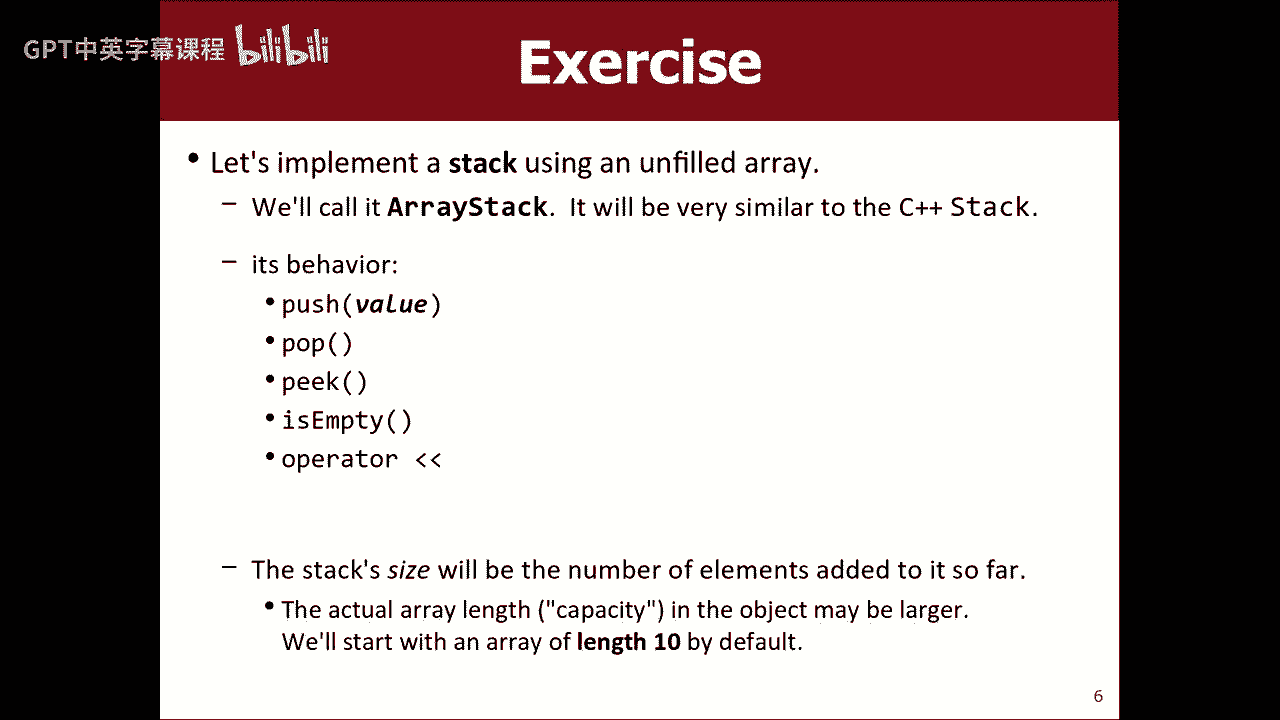 GPT中英字幕课程 bilibili
Exercise
• Let's implement a stack using an unfilled array.
– We'll call it ArrayStack. It will be very similar to the C++ Stack.
– its behavior:
• push(value)
• pop()
• peek()
• isEmpty()
• operator <<
– The stack's size will be the number of elements added to it so far.
• The actual array length ("capacity") in the object may be larger.
We'll start with an array of length 10 by default.
6